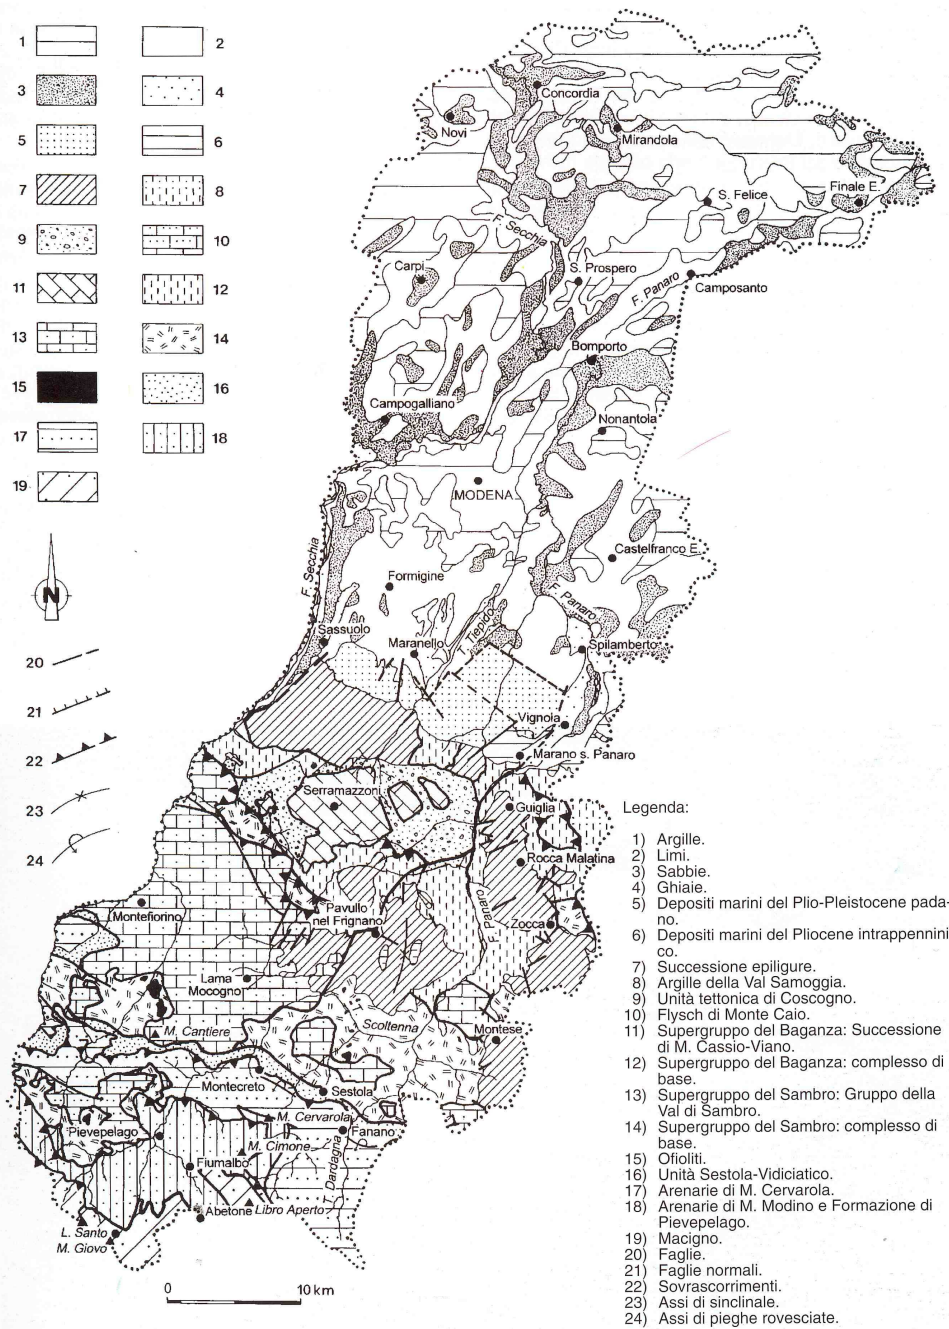 1
2
3
4
5
6
7
8
9
10
11
12
13
14
15
16
17
18
19
N
20
21
22
23
24
Concordia
Novi
Mirandola
S. Felice
Finale E.
F. Secchia
Carpi
S. Prospero
F. Panaro
Camposanto
Bomporto
Campogalliano
Nonantola
MODENA
Castelfranco E.
F. Secchia
Formigine
F. Panaro
Sassuolo
Maranello
T. Tiepido
Spilamberto
Vignola
Marano s. Panaro
Serramazzoni
Guiglia
Rocca Malatina
Montefiorino
Pavullo
nel Frignano
F. Panaro
Zocca
Lama
Mocogno
Scoltenna
M. Cantiere
Montese
Montecreto
Sestola
M. Cervarola
Pievepelago
Fanano
M. Cimone
Fiumalbo
T. Dardagna
Abetone
Libro Aperto
L. Santo
M. Giovo
0
10 km
Legenda:
1) Argille.
2) Limi.
3) Sabbie.
4) Ghiaie.
5) Depositi marini del Plio-Pleistocene pada-
no.
6) Depositi marini del Pliocene intrappennini
co.
7) Successione epiligure.
8) Argille della Val Samoggia.
9) Unità tettonica di Coscogno.
10) Flysch di Monte Caio.
11) Supergruppo del Baganza: Successione
di M. Cassio-Viano.
12) Supergruppo del Baganza: complesso di
base.
13) Supergruppo del Sambro: Gruppo della
Val di Sambro.
14) Supergruppo del Sambro: complesso di
base.
15) Ofioliti.
16) Unità Sestola-Vidiciatico.
17) Arenarie di M. Cervarola.
18) Arenarie di M. Modino e Formazione di
Pievepelago.
19) Macigno.
20) Faglie.
21) Faglie normali.
22) Sovrascorrimenti.
23) Assi di sinclinale.
24) Assi di pieghe rovesciate.